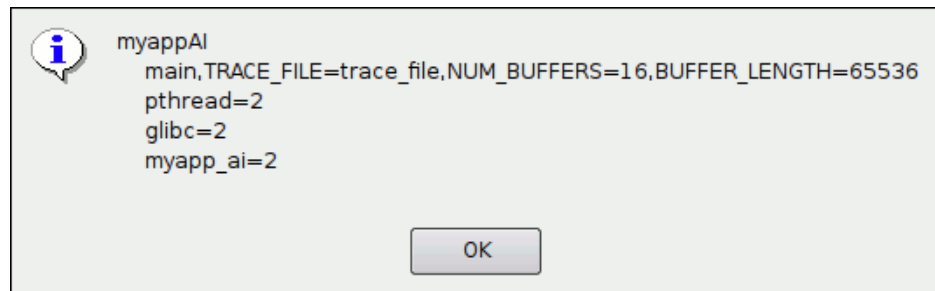 myappAI
main,TRACE_FILE=trace_file,NUM_BUFFERS=16,BUFFER_LENGTH=65536
pthread=2
glibc=2
myapp_ai=2
OK